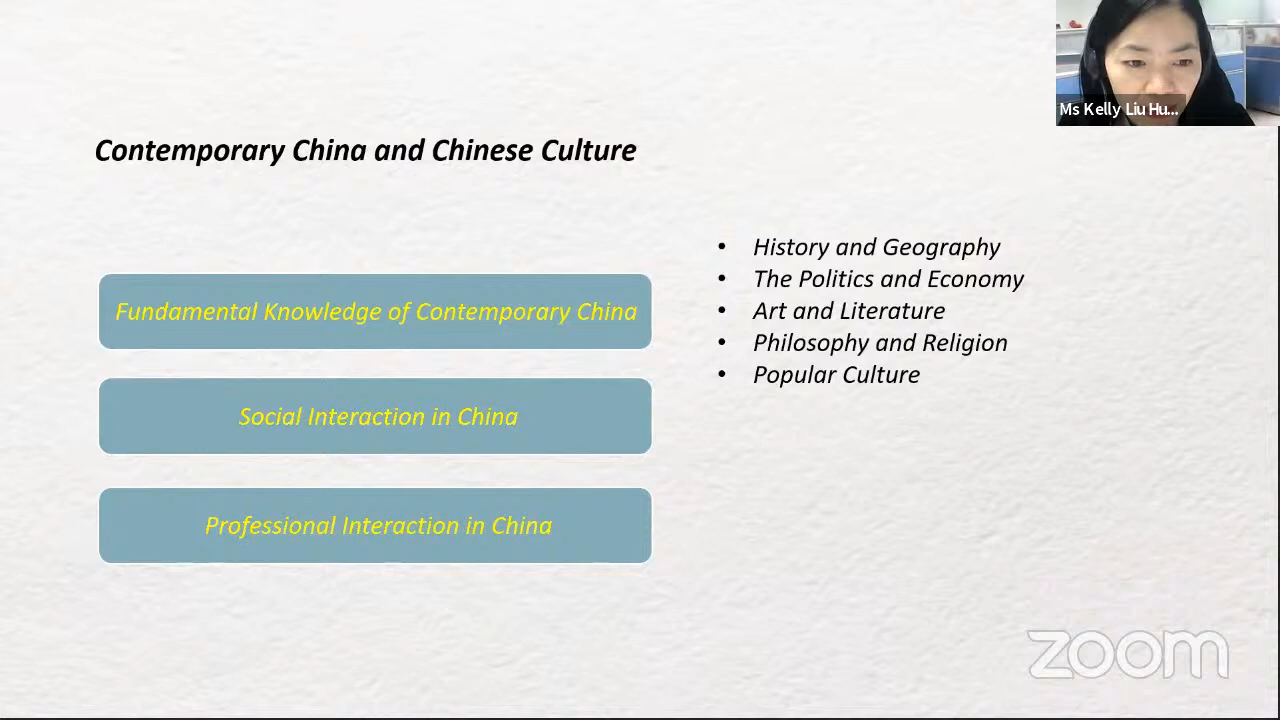 Ms Kelly Liu Hu...
Contemporary China and Chinese Culture
Fundamental Knowledge of Contemporary China
Social Interaction in China
Professional Interaction in China
• History and Geography
• The Politics and Economy
• Art and Literature
• Philosophy and Religion
• Popular Culture
zoom